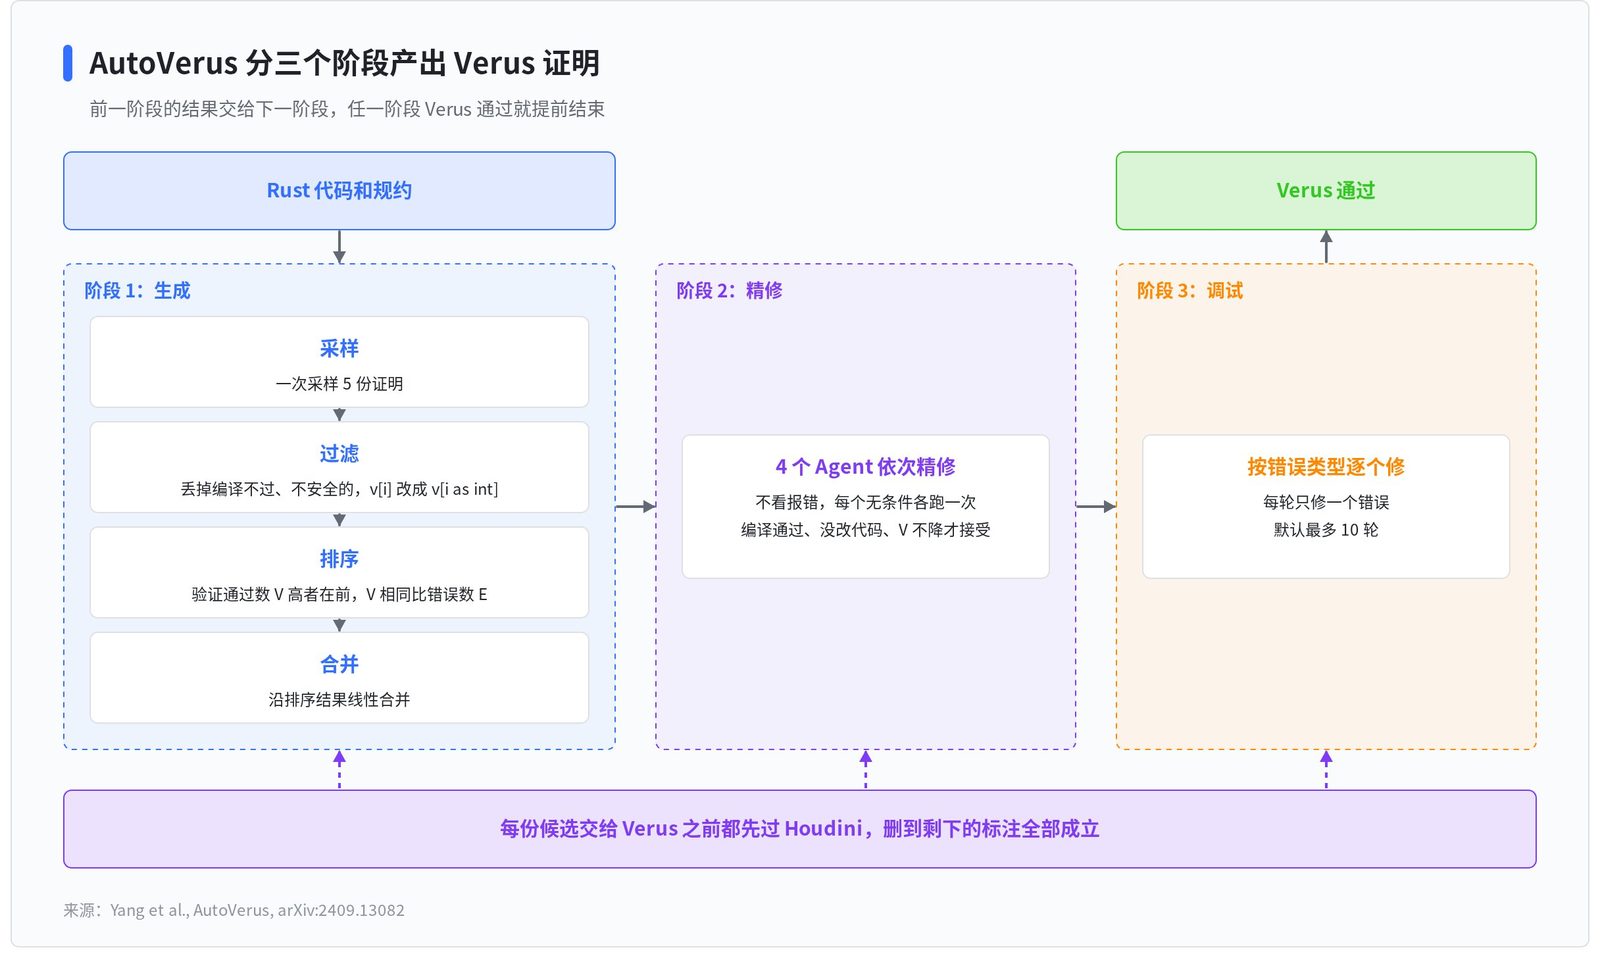 AutoVerus 分三个阶段产出 Verus 证明
前一阶段的结果交给下一阶段，任一阶段 Verus 通过就提前结束
Rust 代码和规约
Verus 通过
阶段 1：生成
采样
一次采样 5 份证明
过滤
丢掉编译不过、不安全的，v[i] 改成 v[i as int]
排序
验证通过数 V 高者在前，V 相同比错误数 E
合并
沿排序结果线性合并
阶段 2：精修
4 个 Agent 依次精修
不看报错，每个无条件各跑一次
编译通过、没改代码、V 不降才接受
阶段 3：调试
按错误类型逐个修
每轮只修一个错误
默认最多 10 轮
每份候选交给 Verus 之前都先过 Houdini，删到剩下的标注全部成立
来源：Yang et al., AutoVerus, arXiv:2409.13082